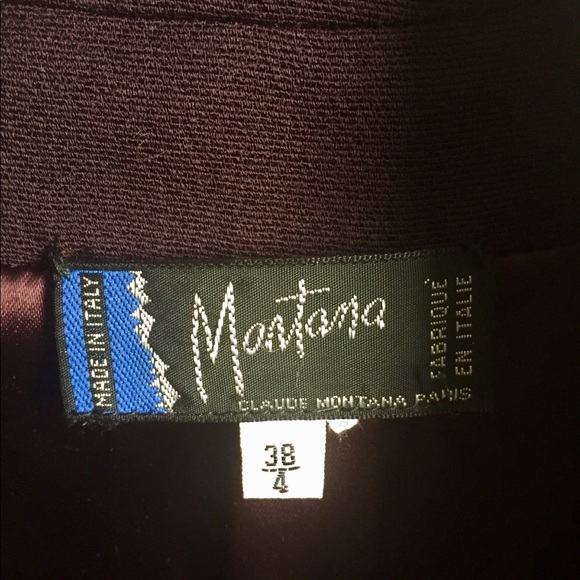 MADE IN ITALY
Montana
FABRIQUÉ
EN ITALIE
CLAUDE MONTANA PARIS
38
4